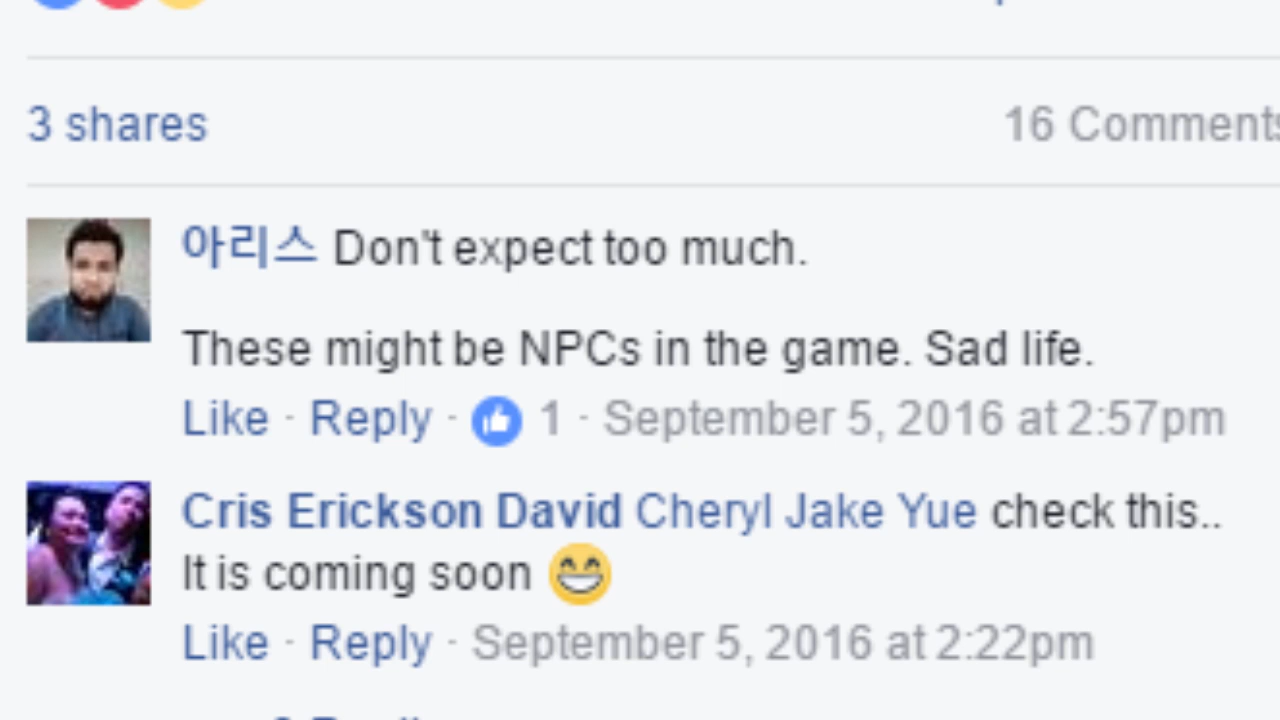 3 shares
16 Comments
아리스 Don't expect too much.
These might be NPCs in the game. Sad life.
Like · Reply · 1 · September 5, 2016 at 2:57pm
Cris Erickson David Cheryl Jake Yue check this..
It is coming soon 😁
Like · Reply · September 5, 2016 at 2:22pm